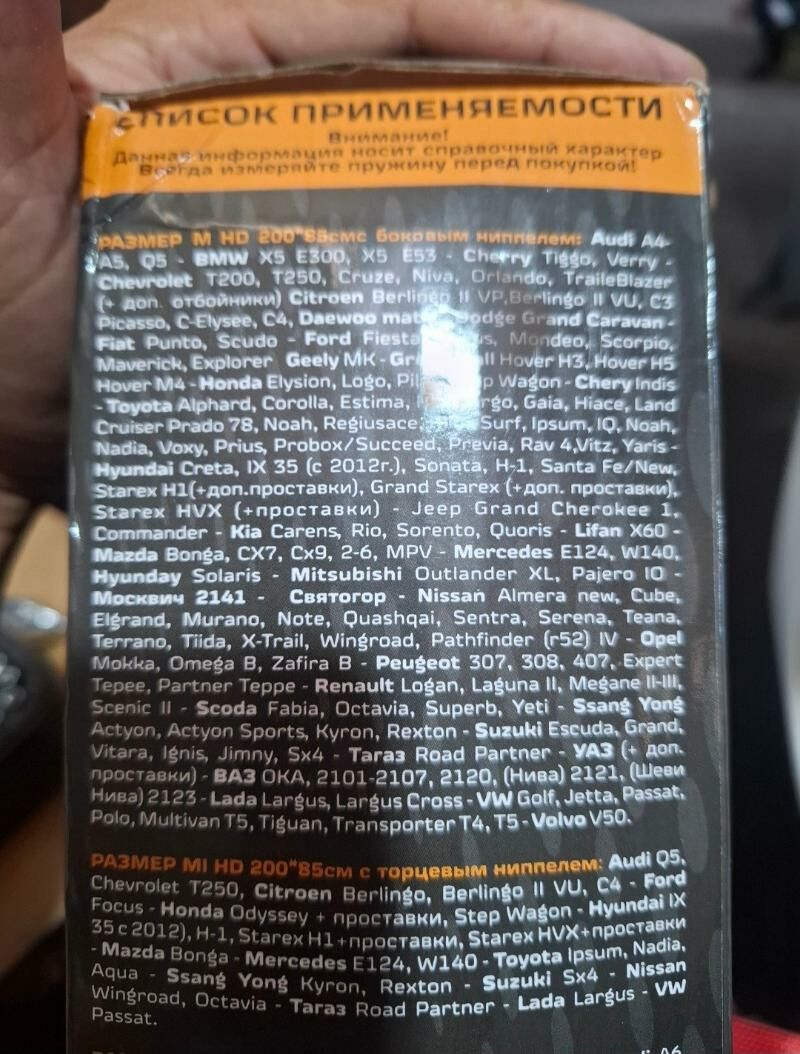 СПИСОК ПРИМЕНЯЕМОСТИ
Внимание!
Данная информация носит справочный характер
Всегда измеряйте пружину перед покупкой!
РАЗМЕР M HD 200*85смс боковым ниппелем: Audi A4-
A5, Q5 - BMW X5 E300, X5 E53 - Cherry Tiggo, Verry -
Chevrolet T200, T250, Cruze, Niva, Orlando, TraileBlazer
(+ доп. отбойники) Citroen Berlingo II VP,Berlingo II VU, C3
Picasso, C-Elysee, C4, Daewoo Grand Caravan -
Fiat Punto, Scudo - Ford Fiesta Mondeo, Scorpio,
Maverick, Explorer Geely MK - Hover H3, Hover H5
Hover M4 - Honda Elysion, Logo, Wagon - Chery Indis
- Toyota Alphard, Corolla, Estima, Gaia, Hiace, Land
Cruiser Prado 78, Noah, Regiusace, Surf, Ipsum, IQ, Noah,
Nadia, Voxy, Prius, Probox/Succeed, Previa, Rav 4,Vitz, Yaris -
Hyundai Creta, IX 35 (с 2012г.), Sonata, H-1, Santa Fe/New,
Starex H1(+доп.проставки), Grand Starex (+доп. проставки),
Starex HVX (+проставки) - Jeep Grand Cherokee 1,
Commander - Kia Carens, Rio, Sorento, Quoris - Lifan X60 -
Mazda Bonga, CX7, Cx9, 2-6, MPV - Mercedes E124, W140,
Hyunday Solaris - Mitsubishi Outlander XL, Pajero IO -
Москвич 2141 - Святогор - Nissan Almera new, Cube,
Elgrand, Murano, Note, Quashqai, Sentra, Serena, Teana,
Terrano, Tiida, X-Trail, Wingroad, Pathfinder (r52) IV - Opel
Mokka, Omega B, Zafira B - Peugeot 307, 308, 407, Expert
Tepee, Partner Teppe - Renault Logan, Laguna II, Megane II-III,
Scenic II - Scoda Fabia, Octavia, Superb, Yeti - Ssang Yong
Actyon, Actyon Sports, Kyron, Rexton - Suzuki Escuda, Grand,
Vitara, Ignis, Jimny, Sx4 - Taraz Road Partner - УАЗ (+ доп.
проставки) - ВАЗ ОКА, 2101-2107, 2120, (Нива) 2121, (Шеви
Нива) 2123 - Lada Largus, Largus Cross - VW Golf, Jetta, Passat,
Polo, Multivan T5, Tiguan, Transporter T4, T5 - Volvo V50.
РАЗМЕР MI HD 200*85см с торцевым ниппелем: Audi Q5,
Chevrolet T250, Citroen Berlingo, Berlingo II VU, C4 - Ford
Focus - Honda Odyssey + проставки, Step Wagon - Hyundai IX
35 с 2012), H-1, Starex H1+проставки, Starex HVX+проставки
- Mazda Bonga - Mercedes E124, W140 - Toyota Ipsum, Nadia,
Aqua - Ssang Yong Kyron, Rexton - Suzuki Sx4 - Nissan
Wingroad, Octavia - Taraz Road Partner - Lada Largus - VW
Passat.